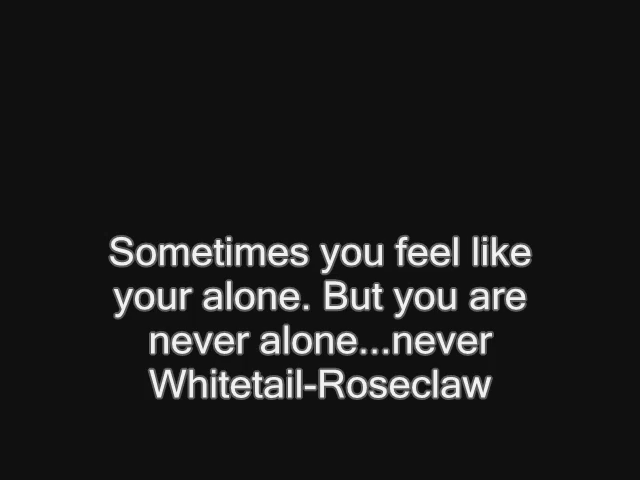 Sometimes you feel like
your alone. But you are
never alone...never
Whitetail-Roseclaw